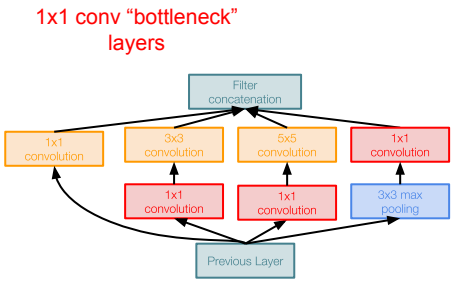 1x1 conv “bottleneck”
layers
Filter
concatenation
1x1
convolution
3x3
convolution
5x5
convolution
1x1
convolution
1x1
convolution
1x1
convolution
3x3 max
pooling
Previous Layer